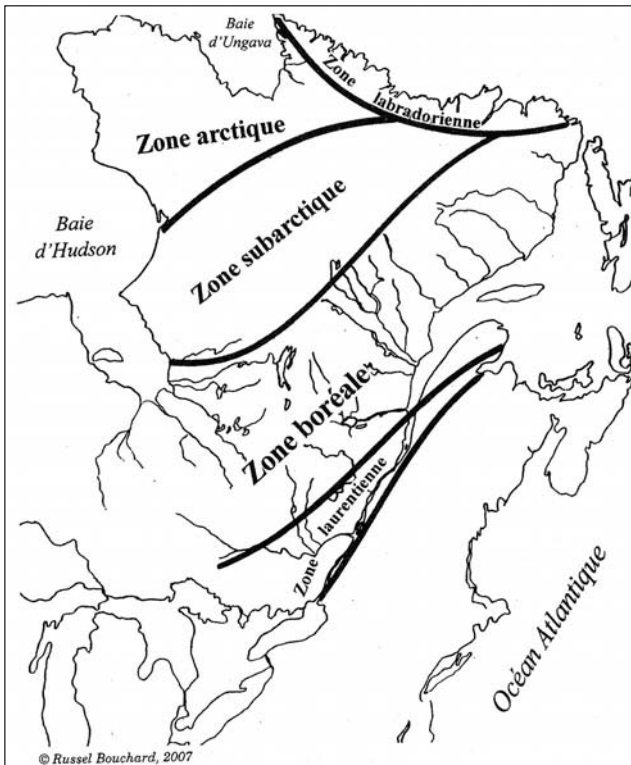 Baie
d'Ungava
Zone
labradorienne
Zone arctique
Baie
d'Hudson
Zone subarctique
Zone boréale
Zone
laurentienne
Océan Atlantique
© Russel Bouchard, 2007